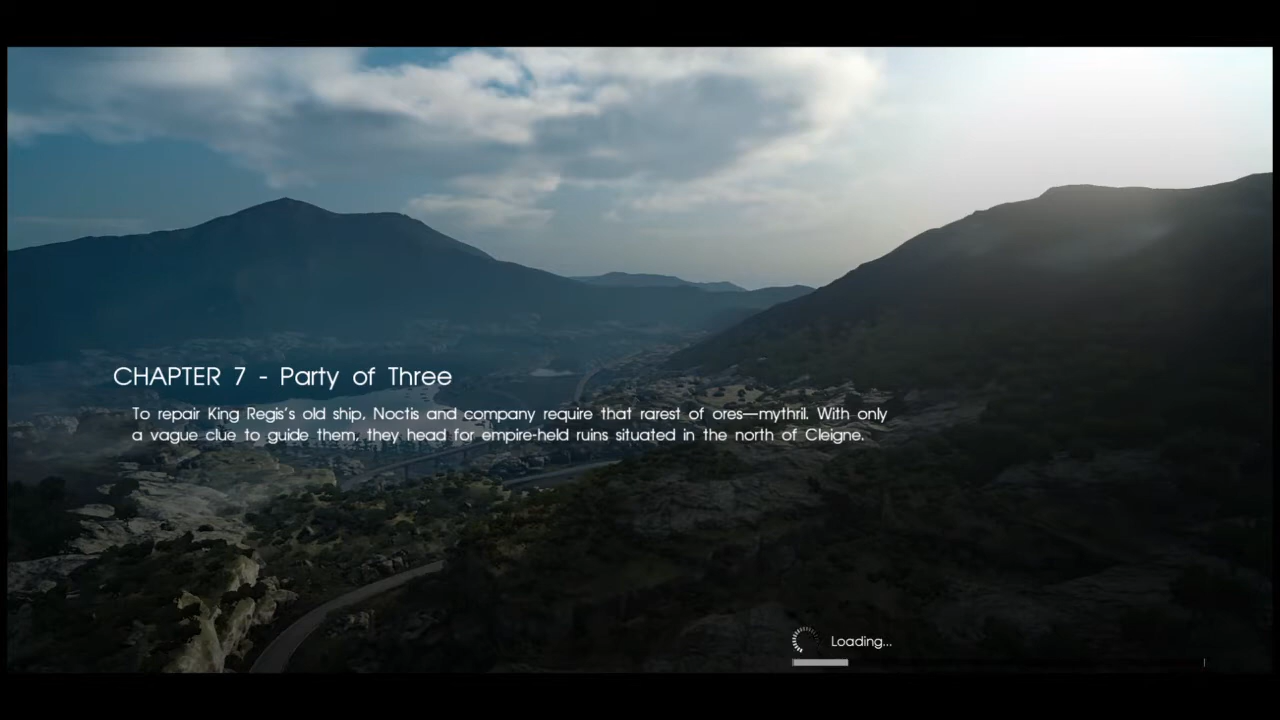 CHAPTER 7 - Party of Three
To repair King Regis's old ship, Noctis and company require that rarest of ores—mythril. With only
a vague clue to guide them, they head for empire-held ruins situated in the north of Cleigne.
Loading...